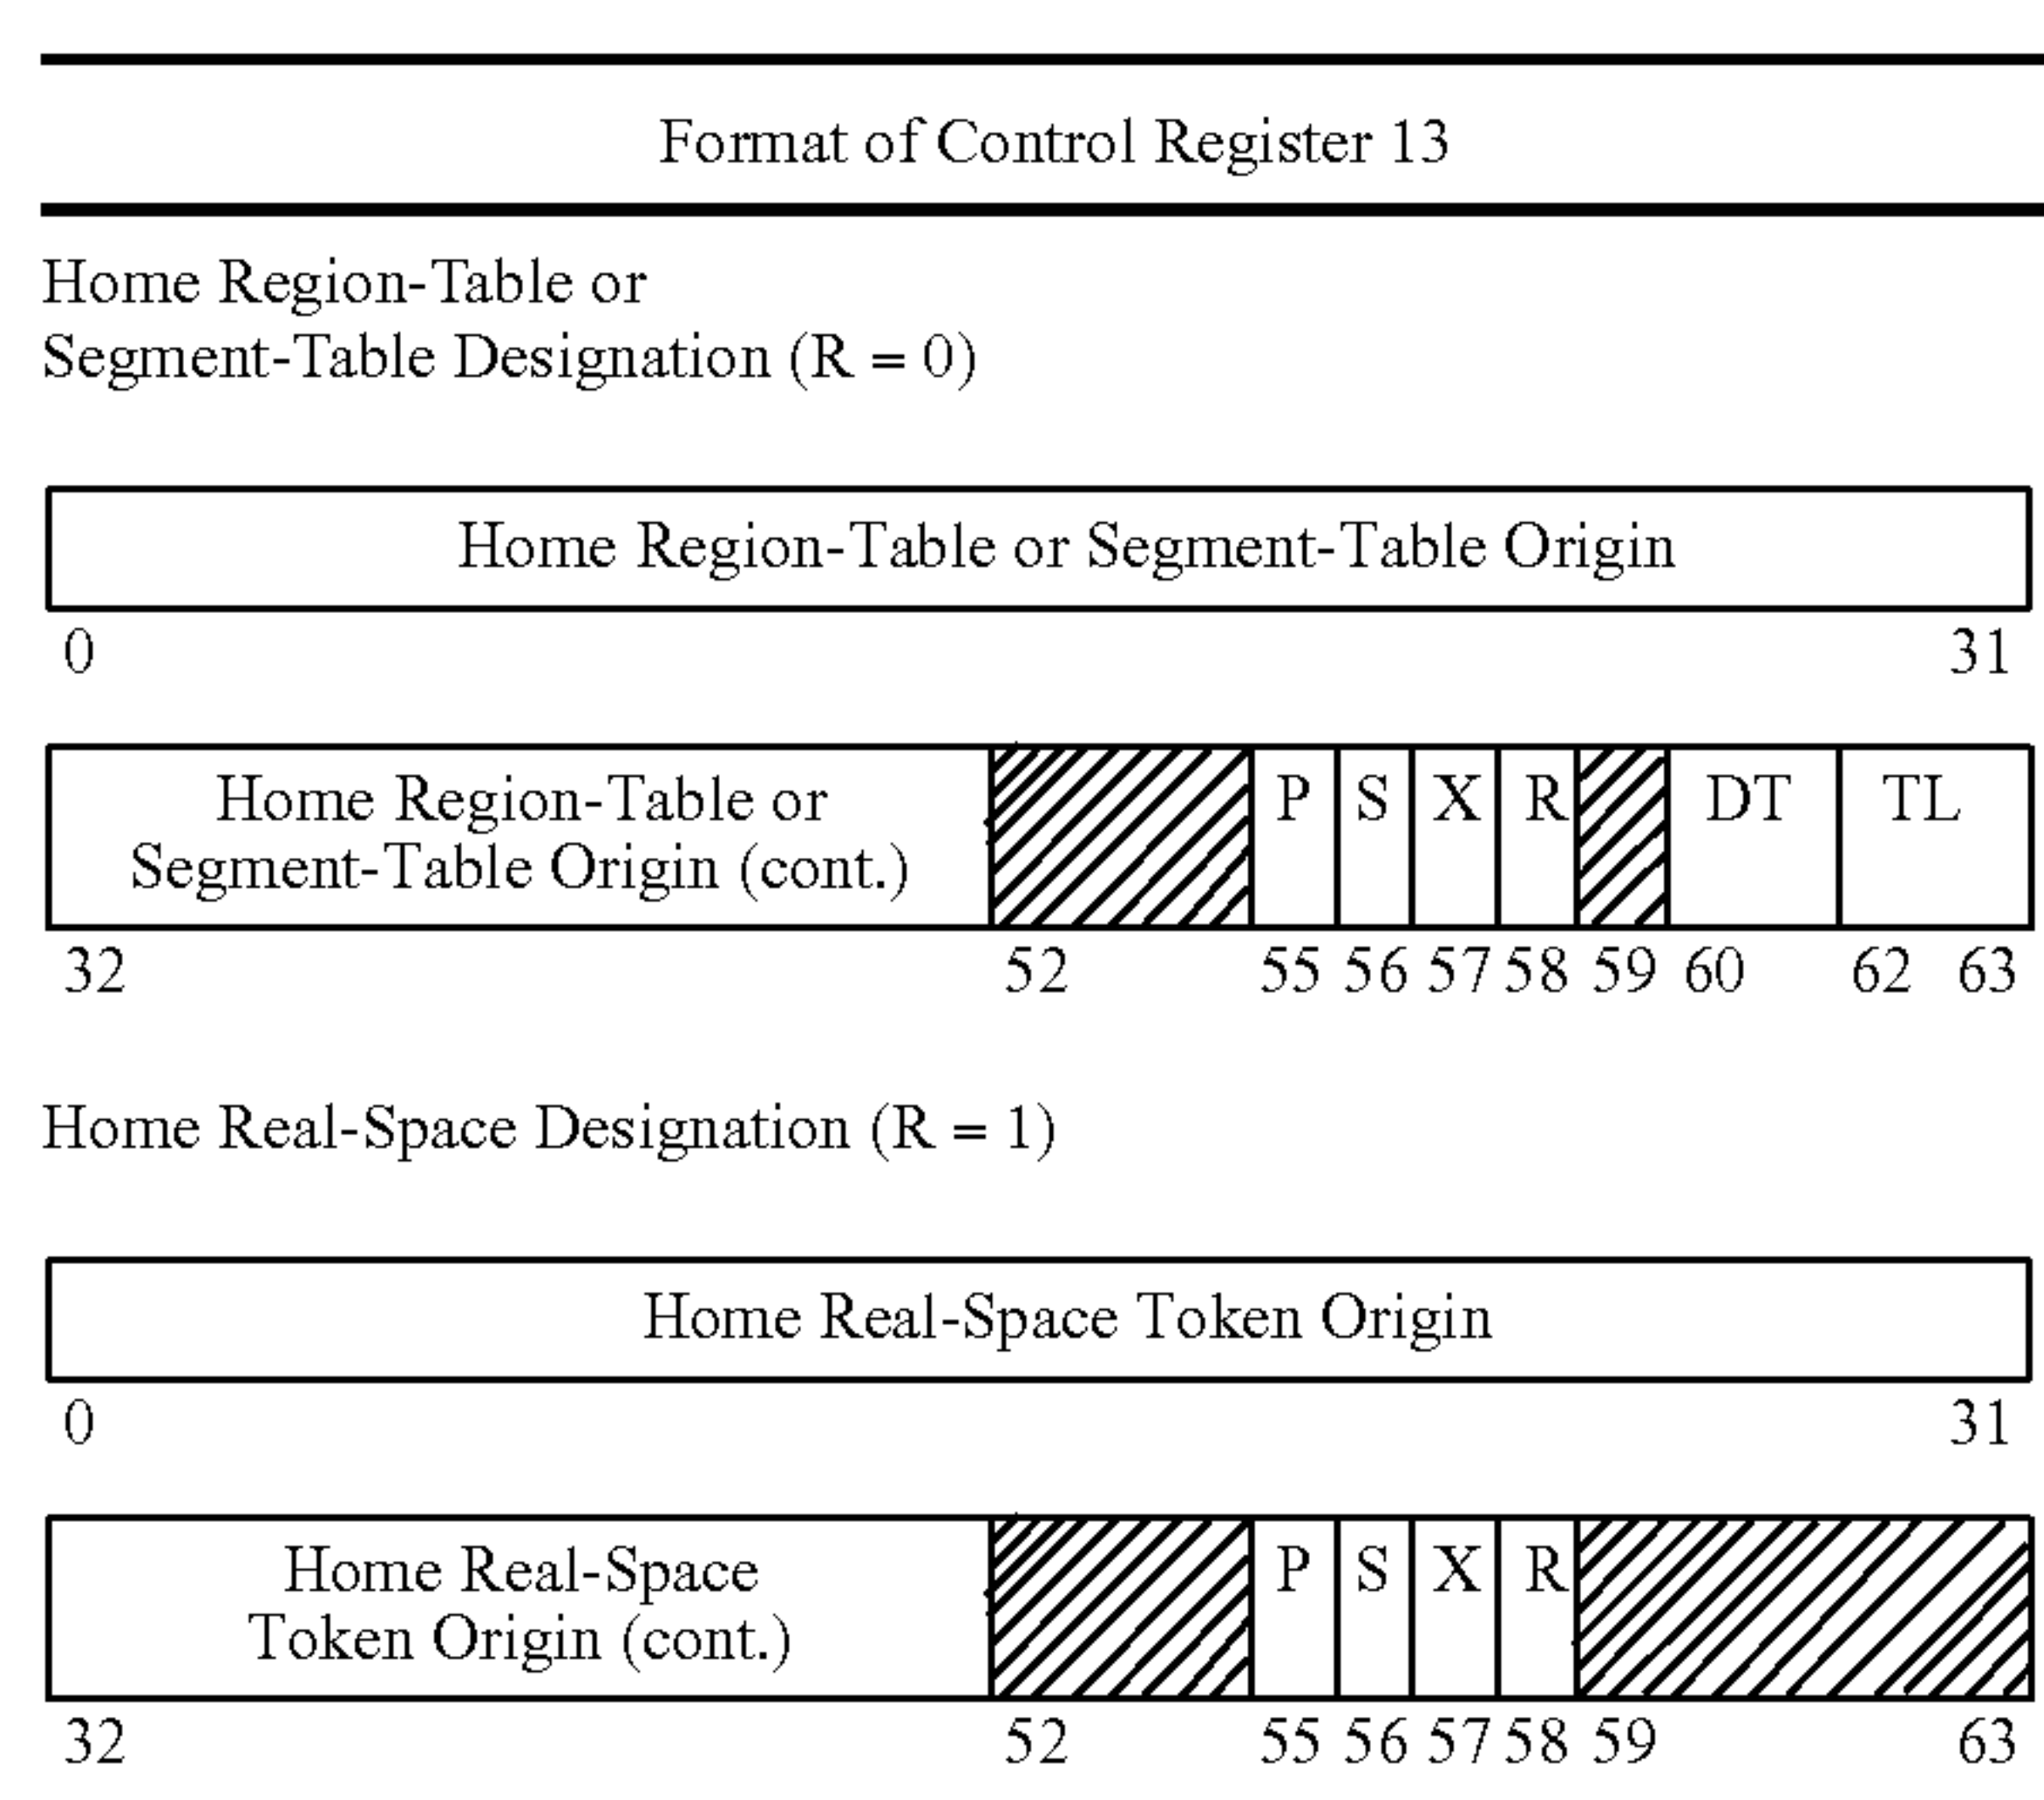 Format of Control Register 13
Home Region-Table or
Segment-Table Designation (R = 0)
Home Region-Table or Segment-Table Origin
0 31
Home Region-Table or
Segment-Table Origin (cont.)
P S X R DT TL
32 52 55 56 57 58 59 60 62 63
Home Real-Space Designation (R = 1)
Home Real-Space Token Origin
0 31
Home Real-Space
Token Origin (cont.)
P S X R
32 52 55 56 57 58 59 63